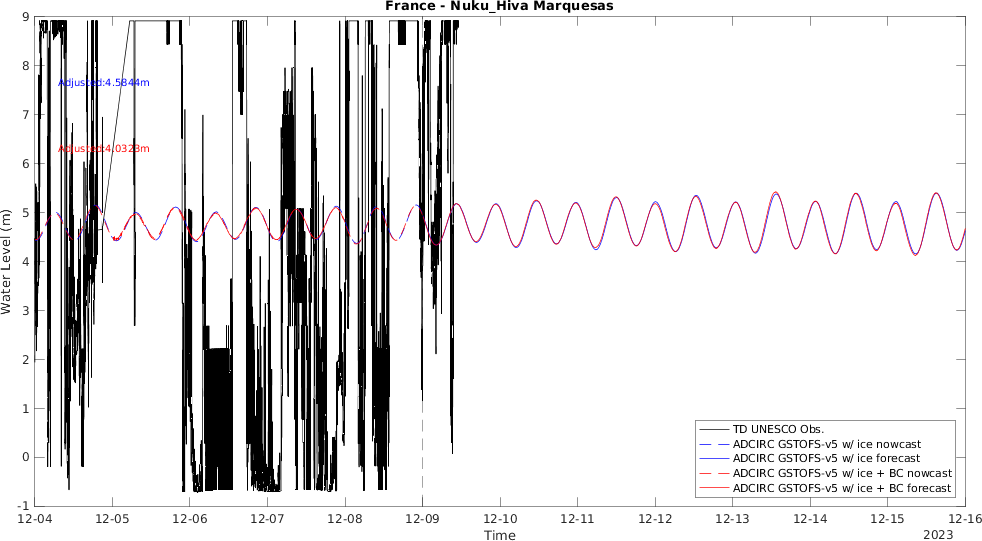 France - Nuku_Hiva Marquesas
9
8
7
6
5
4
3
2
1
0
-1
Water Level (m)
Adjusted:4.5844m
Adjusted:4.0323m
TD UNESCO Obs.
ADCIRC GSTOFS-v5 w/ ice nowcast
ADCIRC GSTOFS-v5 w/ ice forecast
ADCIRC GSTOFS-v5 w/ ice + BC nowcast
ADCIRC GSTOFS-v5 w/ ice + BC forecast
12-04 12-05 12-06 12-07 12-08 12-09 12-10 12-11 12-12 12-13 12-14 12-15 12-16
Time
2023